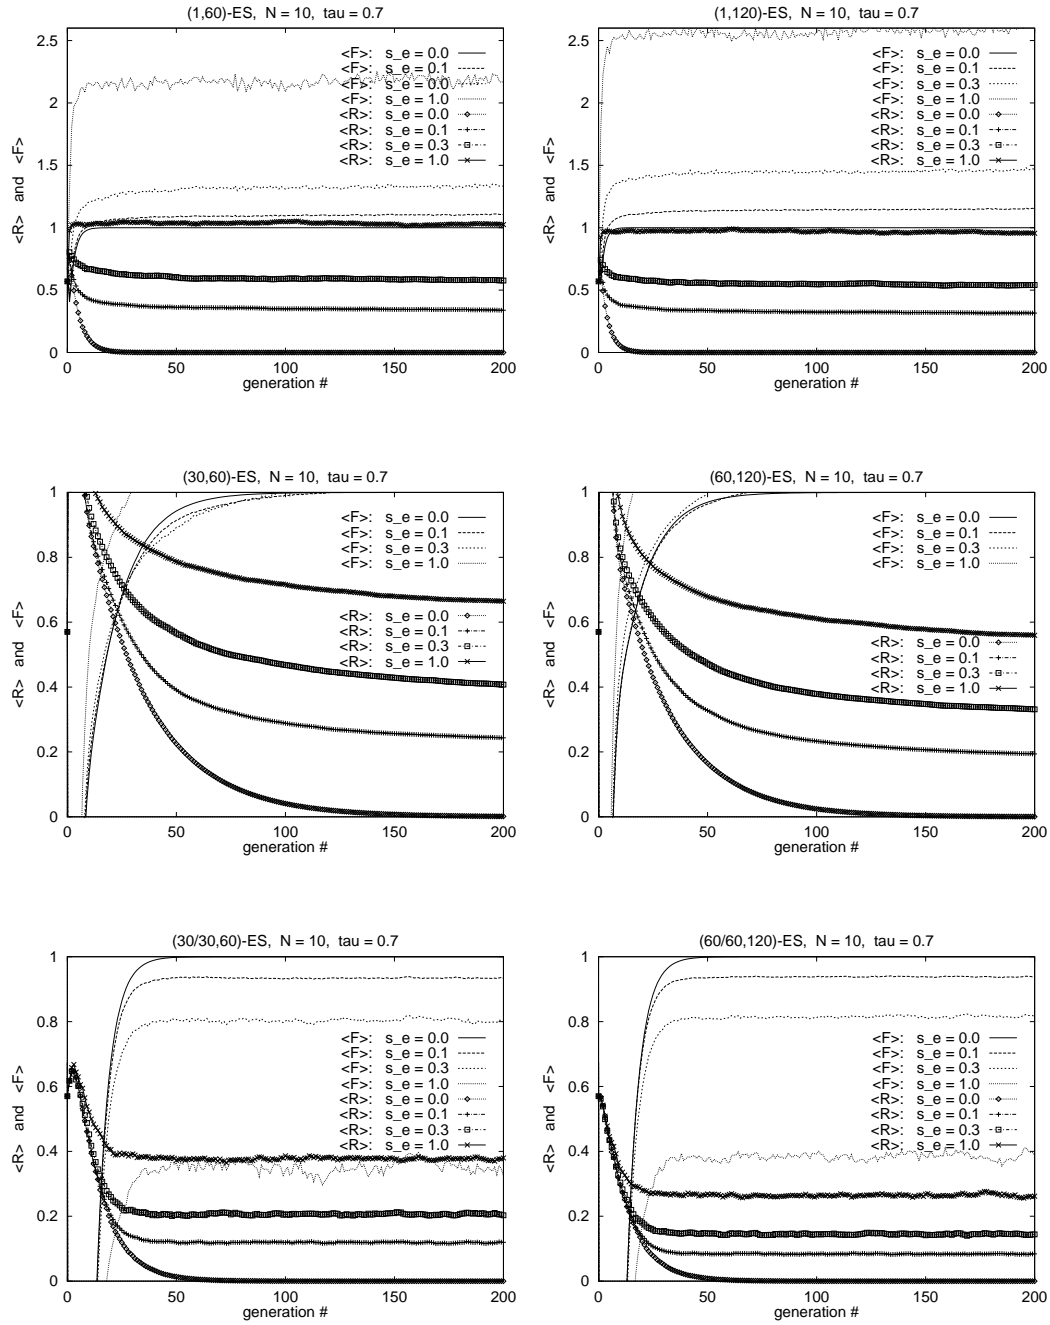 (1,60)-ES, N = 10, tau = 0.7
<R> and <F>
2.5
2
1.5
1
0.5
0
<F>: s_e = 0.0
<F>: s_e = 0.1
<F>: s_e = 0.0
<F>: s_e = 1.0
<R>: s_e = 0.0
<R>: s_e = 0.1
<R>: s_e = 0.3
<R>: s_e = 1.0
0 50 100 150 200
generation #
(1,120)-ES, N = 10, tau = 0.7
<R> and <F>
2.5
2
1.5
1
0.5
0
<F>: s_e = 0.0
<F>: s_e = 0.1
<F>: s_e = 0.3
<F>: s_e = 1.0
<R>: s_e = 0.0
<R>: s_e = 0.1
<R>: s_e = 0.3
<R>: s_e = 1.0
0 50 100 150 200
generation #
(30,60)-ES, N = 10, tau = 0.7
<R> and <F>
1
0.8
0.6
0.4
0.2
0
<F>: s_e = 0.0
<F>: s_e = 0.1
<F>: s_e = 0.3
<F>: s_e = 1.0
<R>: s_e = 0.0
<R>: s_e = 0.1
<R>: s_e = 0.3
<R>: s_e = 1.0
0 50 100 150 200
generation #
(60,120)-ES, N = 10, tau = 0.7
<R> and <F>
1
0.8
0.6
0.4
0.2
0
<F>: s_e = 0.0
<F>: s_e = 0.1
<F>: s_e = 0.3
<F>: s_e = 1.0
<R>: s_e = 0.0
<R>: s_e = 0.1
<R>: s_e = 0.3
<R>: s_e = 1.0
0 50 100 150 200
generation #
(30/30,60)-ES, N = 10, tau = 0.7
<R> and <F>
1
0.8
0.6
0.4
0.2
0
<F>: s_e = 0.0
<F>: s_e = 0.1
<F>: s_e = 0.3
<F>: s_e = 1.0
<R>: s_e = 0.0
<R>: s_e = 0.1
<R>: s_e = 0.3
<R>: s_e = 1.0
0 50 100 150 200
generation #
(60/60,120)-ES, N = 10, tau = 0.7
<R> and <F>
1
0.8
0.6
0.4
0.2
0
<F>: s_e = 0.0
<F>: s_e = 0.1
<F>: s_e = 0.3
<F>: s_e = 1.0
<R>: s_e = 0.0
<R>: s_e = 0.1
<R>: s_e = 0.3
<R>: s_e = 1.0
0 50 100 150 200
generation #